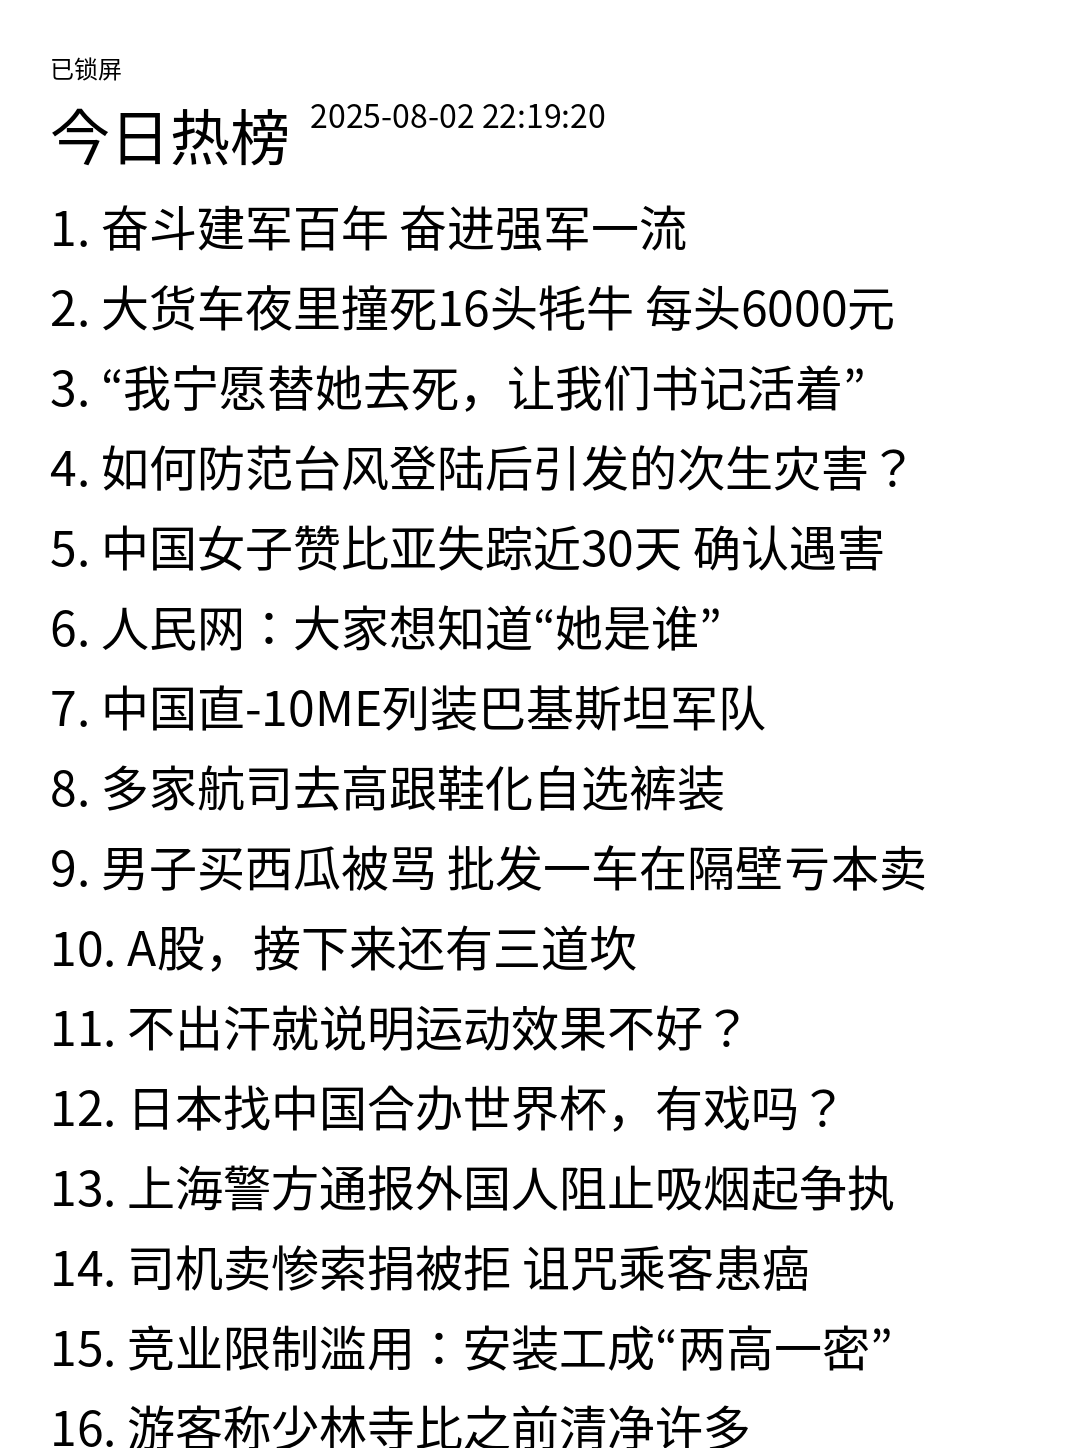 已锁屏
今日热榜 2025-08-02 22:19:20
1. 奋斗建军百年 奋进强军一流
2. 大货车夜里撞死16头牦牛 每头6000元
3. “我宁愿替她去死，让我们书记活着”
4. 如何防范台风登陆后引发的次生灾害？
5. 中国女子赞比亚失踪近30天 确认遇害
6. 人民网：大家想知道“她是谁”
7. 中国直-10ME列装巴基斯坦军队
8. 多家航司去高跟鞋化自选裤装
9. 男子买西瓜被骂 批发一车在隔壁亏本卖
10. A股，接下来还有三道坎
11. 不出汗就说明运动效果不好？
12. 日本找中国合办世界杯，有戏吗？
13. 上海警方通报外国人阻止吸烟起争执
14. 司机卖惨索捐被拒 诅咒乘客患癌
15. 竞业限制滥用：安装工成“两高一密”
16. 游客称少林寺比之前清净许多